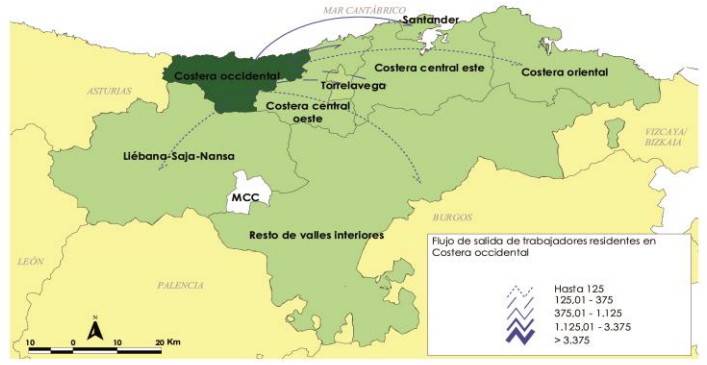 MAR CANTÁBRICO
Santander
Costera occidental
Costera central este
Costera oriental
ASTURIAS
Torrelavega
Costera central
oeste
VIZCAYA/
BIZKAIA
Liébana-Saja-Nansa
MCC
BURGOS
Resto de valles interiores
LEÓN
PALENCIA
Flujo de salida de trabajadores residentes en
Costera occidental
Hasta 125
125,01 - 375
375,01 - 1.125
1.125,01 - 3.375
> 3.375
N
10 0 10 20 Km